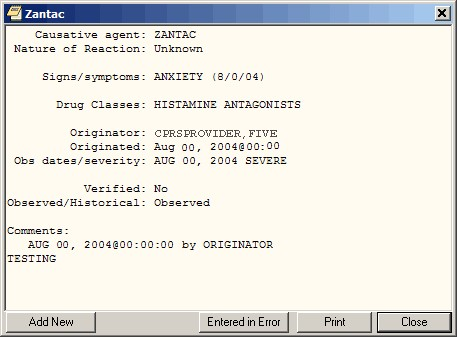 Zantac
Causative agent: ZANTAC
Nature of Reaction: Unknown
Signs/symptoms: ANXIETY (8/0/04)
Drug Classes: HISTAMINE ANTAGONISTS
Originator: CPRSPROVIDER,FIVE
Originated: Aug 00, 2004@00:00
Obs dates/severity: AUG 00, 2004 SEVERE
Verified: No
Observed/Historical: Observed
Comments:
AUG 00, 2004@00:00:00 by ORIGINATOR
TESTING
Add New Entered in Error Print Close